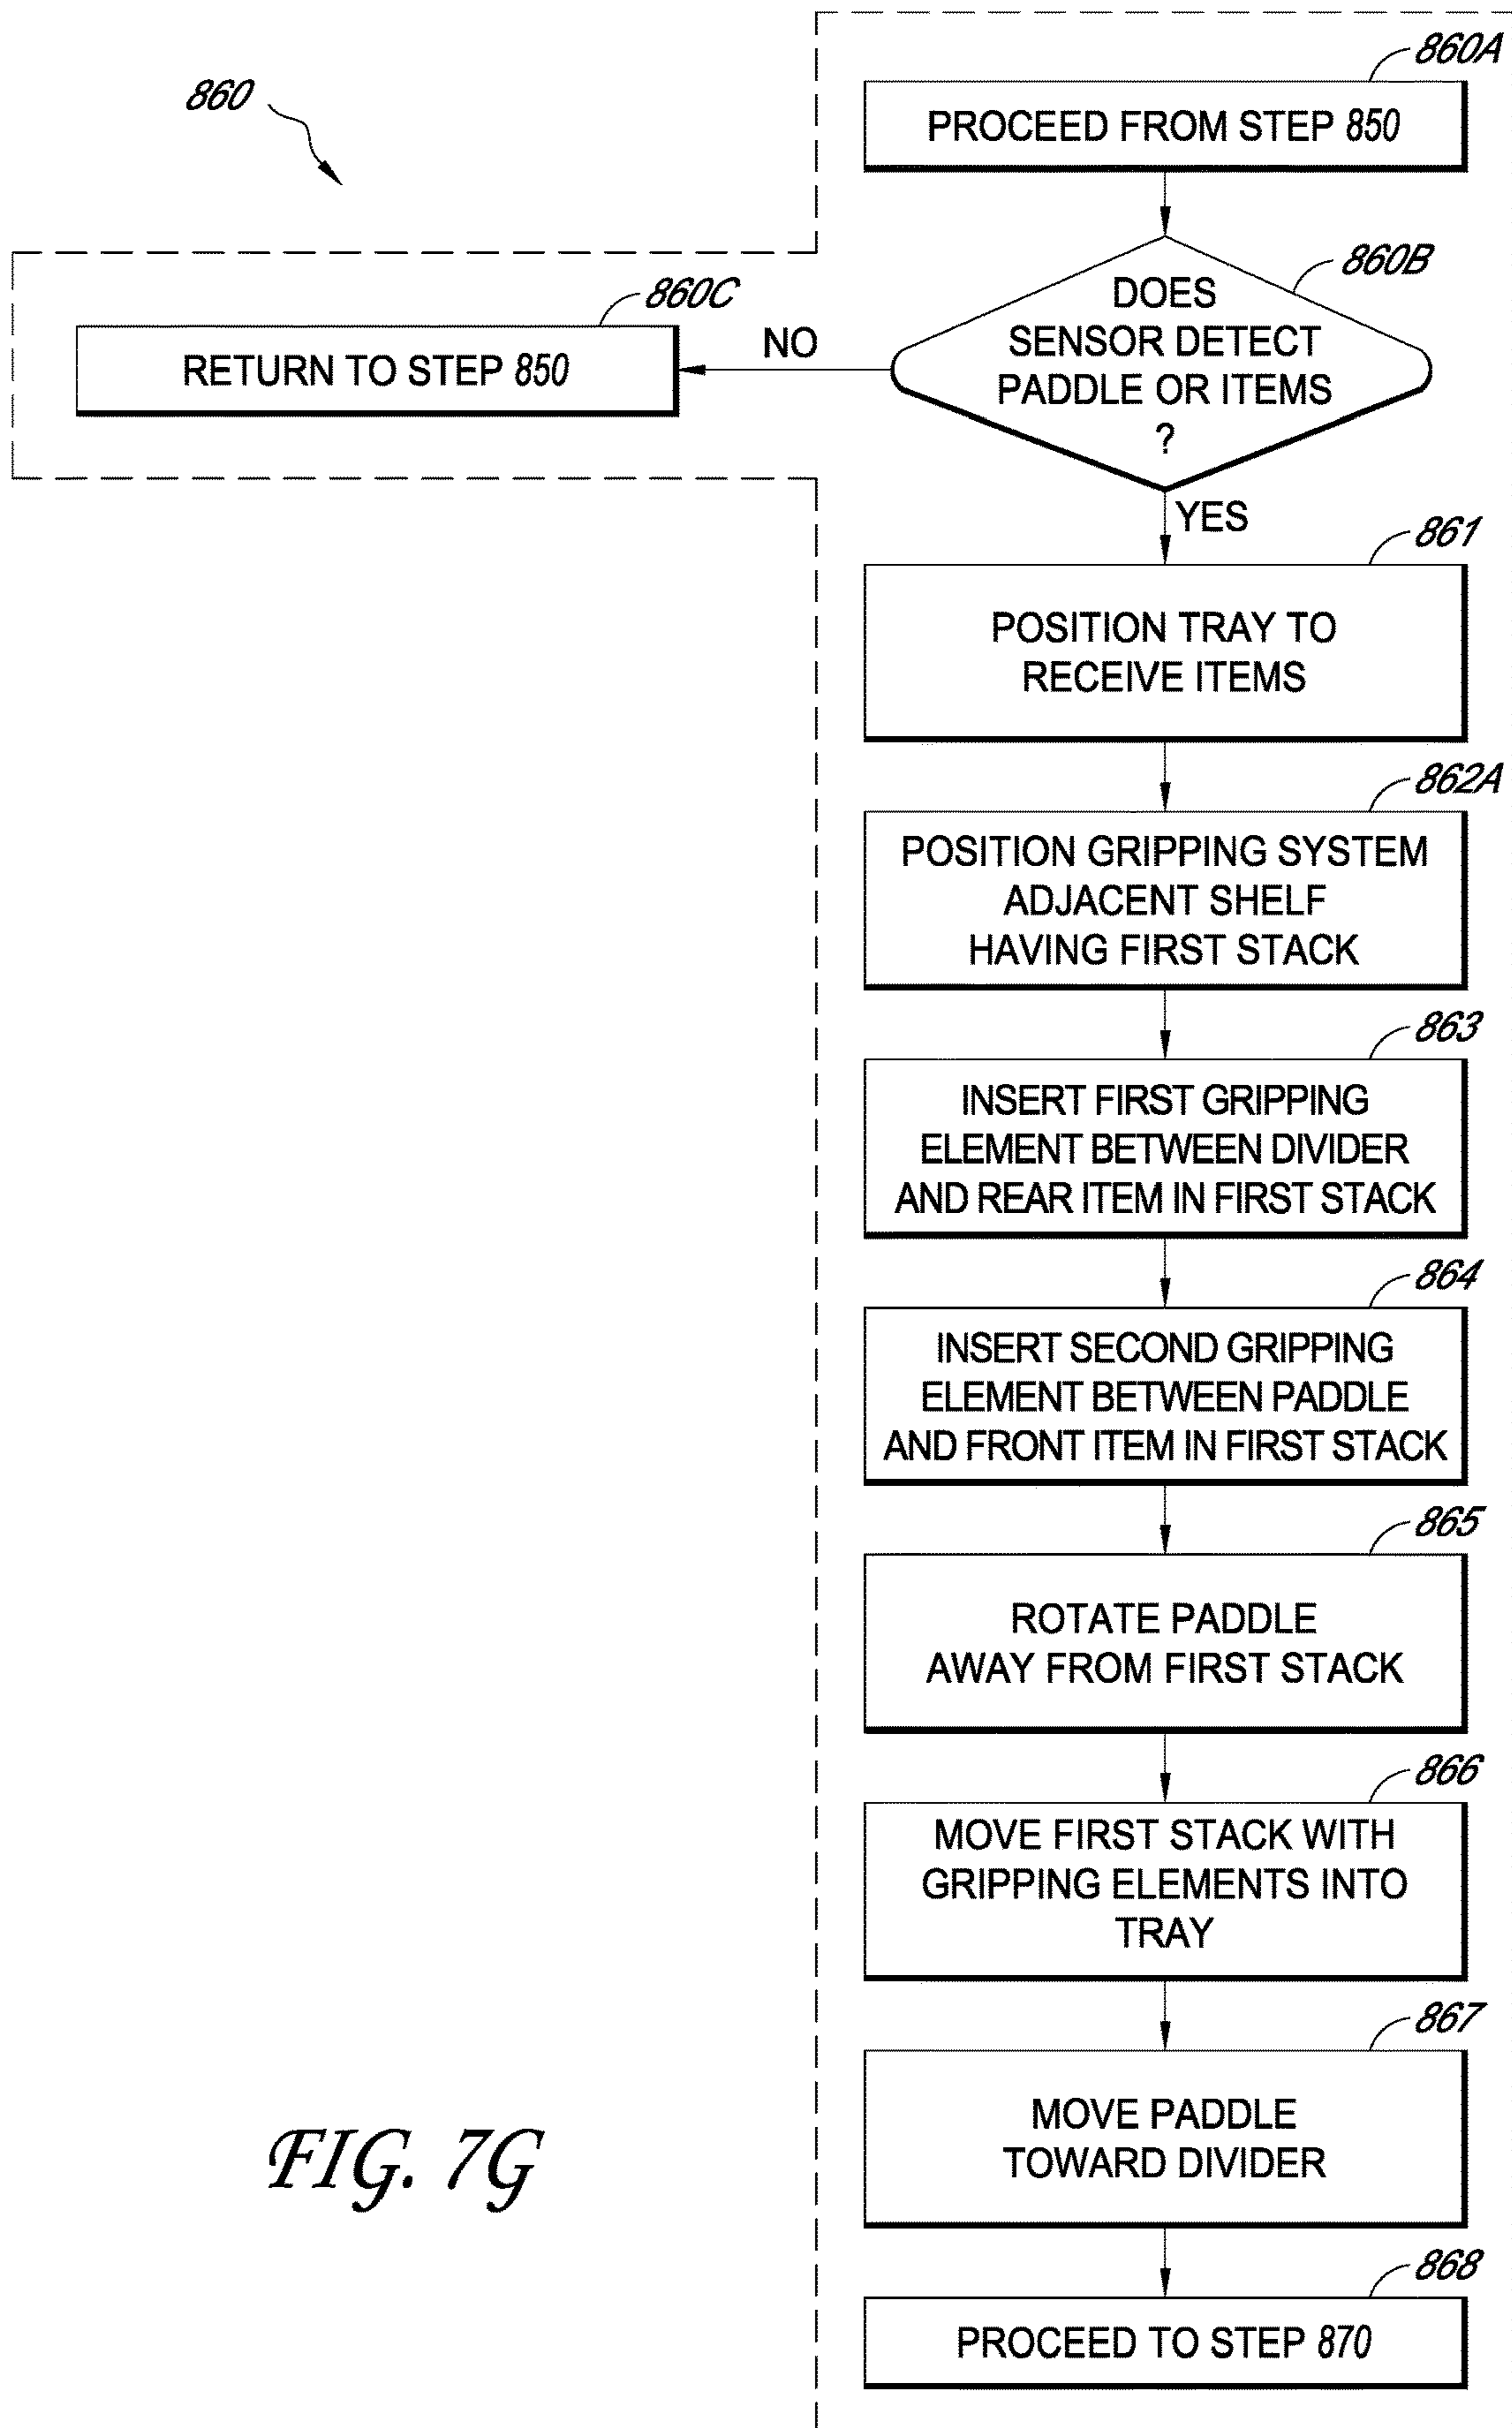 860A
860
PROCEED FROM STEP 850
860B
860C
DOES
SENSOR DETECT
PADDLE OR ITEMS
?
NO
RETURN TO STEP 850
YES
861
POSITION TRAY TO
RECEIVE ITEMS
862A
POSITION GRIPPING SYSTEM
ADJACENT SHELF
HAVING FIRST STACK
863
INSERT FIRST GRIPPING
ELEMENT BETWEEN DIVIDER
AND REAR ITEM IN FIRST STACK
864
INSERT SECOND GRIPPING
ELEMENT BETWEEN PADDLE
AND FRONT ITEM IN FIRST STACK
865
ROTATE PADDLE
AWAY FROM FIRST STACK
866
MOVE FIRST STACK WITH
GRIPPING ELEMENTS INTO
TRAY
867
MOVE PADDLE
TOWARD DIVIDER
868
PROCEED TO STEP 870
FIG. 7G